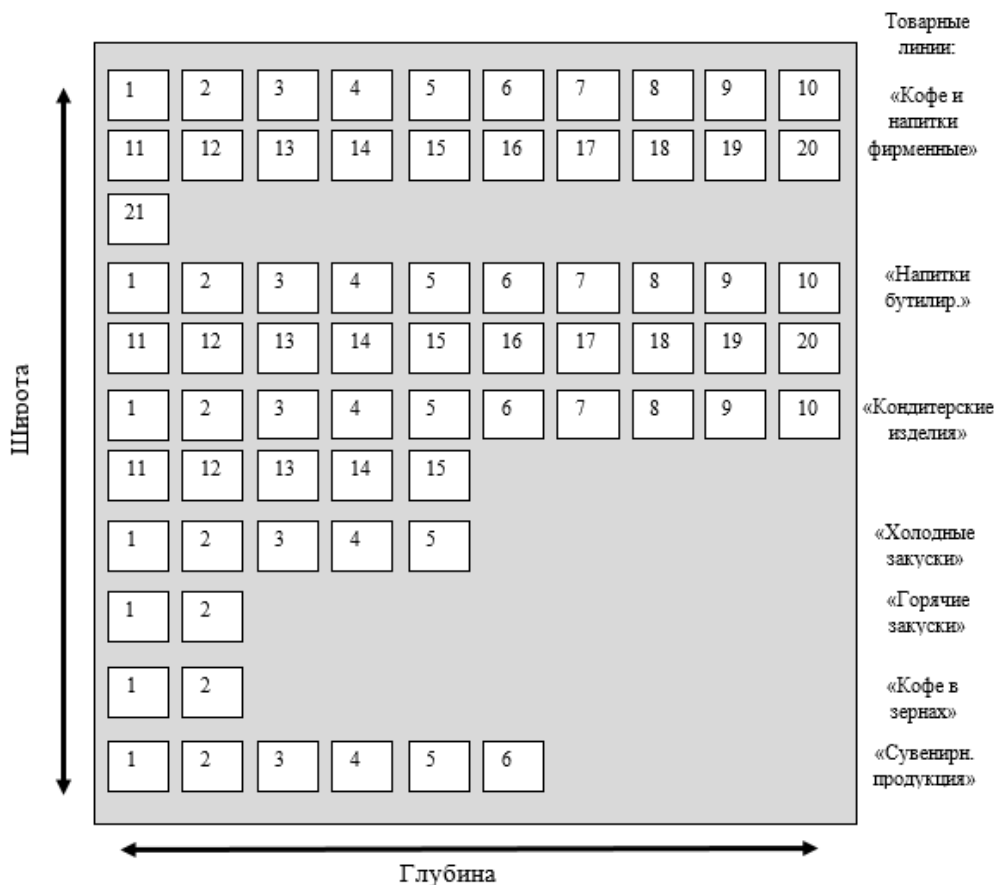 Товарные
линии:
1 2 3 4 5 6 7 8 9 10
«Кофе и
напитки
фирменные»
11 12 13 14 15 16 17 18 19 20
21
1 2 3 4 5 6 7 8 9 10
«Напитки
бутилир.»
11 12 13 14 15 16 17 18 19 20
1 2 3 4 5 6 7 8 9 10
«Кондитерские
изделия»
11 12 13 14 15
1 2 3 4 5
«Холодные
закуски»
1 2
«Горячие
закуски»
1 2
«Кофе в
зернах»
1 2 3 4 5 6
«Сувенирн.
продукция»
Широта
Глубина